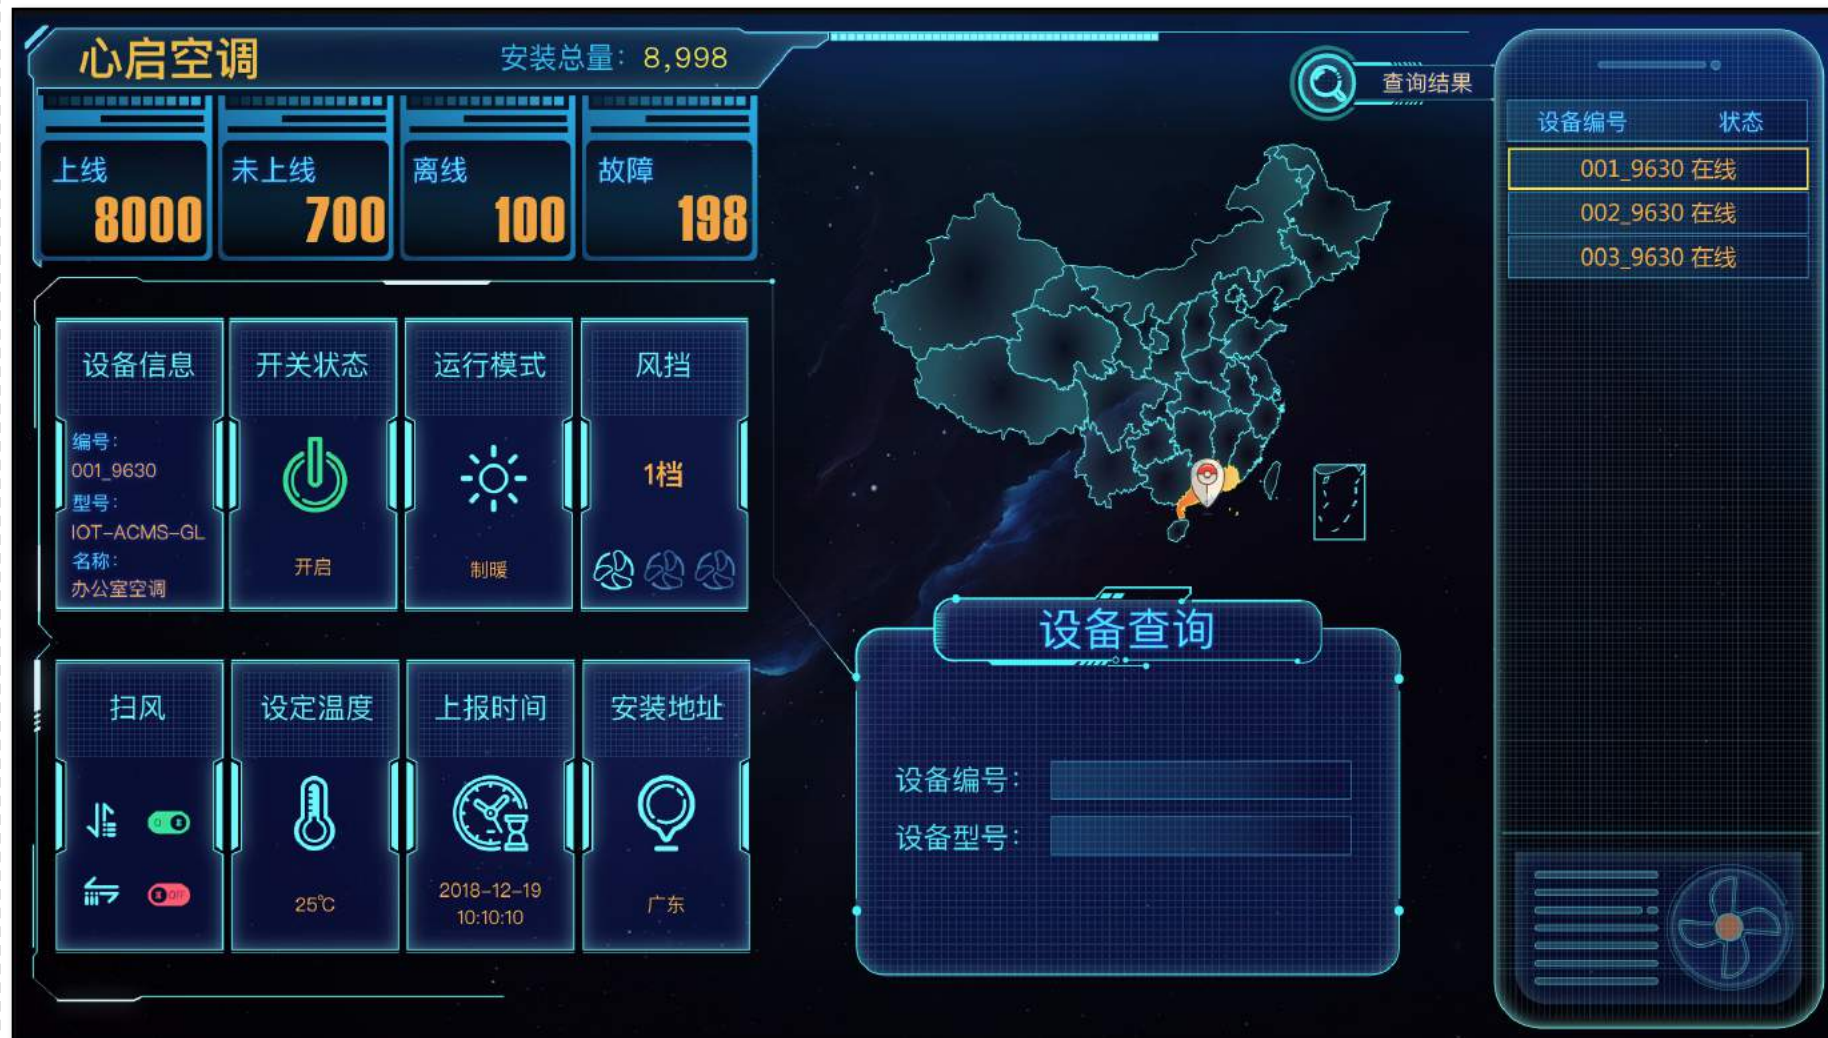 心启空调
安装总量：8,998
上线
8000
未上线
700
离线
100
故障
198
查询结果
设备编号 状态
001_9630 在线
002_9630 在线
003_9630 在线
设备信息
编号：
001_9630
型号：
IOT-ACMS-GL
名称：
办公室空调
开关状态
开启
运行模式
制暖
风挡
1档
扫风
OFF
设定温度
25℃
上报时间
2018-12-19
10:10:10
安装地址
广东
设备查询
设备编号：
设备型号：